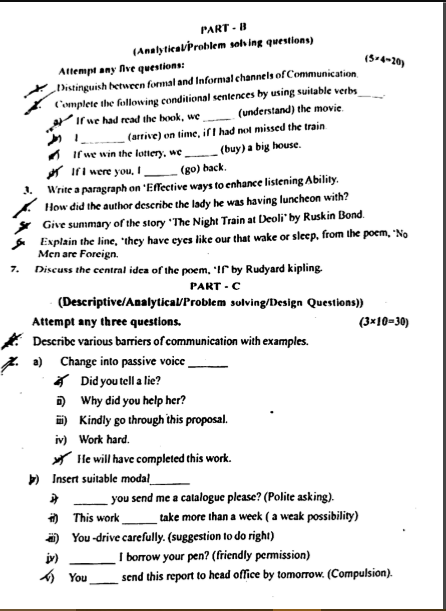 PART - B
(Analytical/Problem solving questions)
Attempt any five questions: (5×4=20)
1. Distinguish between formal and Informal channels of Communication.
2. Complete the following conditional sentences by using suitable verbs_____.
a) If we had read the book, we ______ (understand) the movie.
b) I ______ (arrive) on time, if I had not missed the train
c) If we win the lottery, we ______ (buy) a big house.
d) If I were you, I ______ (go) back.
3. Write a paragraph on 'Effective ways to enhance listening Ability.
4. How did the author describe the lady he was having luncheon with?
5. Give summary of the story 'The Night Train at Deoli' by Ruskin Bond.
6. Explain the line, 'they have eyes like our that wake or sleep, from the poem, 'No
Men are Foreign.
7. Discuss the central idea of the poem, 'If' by Rudyard kipling.
PART - C
(Descriptive/Analytical/Problem solving/Design Questions))
Attempt any three questions. (3×10=30)
1. Describe various barriers of communication with examples.
2. a) Change into passive voice ______
i) Did you tell a lie?
ii) Why did you help her?
iii) Kindly go through this proposal.
iv) Work hard.
v) He will have completed this work.
b) Insert suitable modal______
i) ______ you send me a catalogue please? (Polite asking).
ii) This work ______ take more than a week ( a weak possibility)
iii) You -drive carefully. (suggestion to do right)
iv) ________ I borrow your pen? (friendly permission)
v) You _____ send this report to head office by tomorrow. (Compulsion).